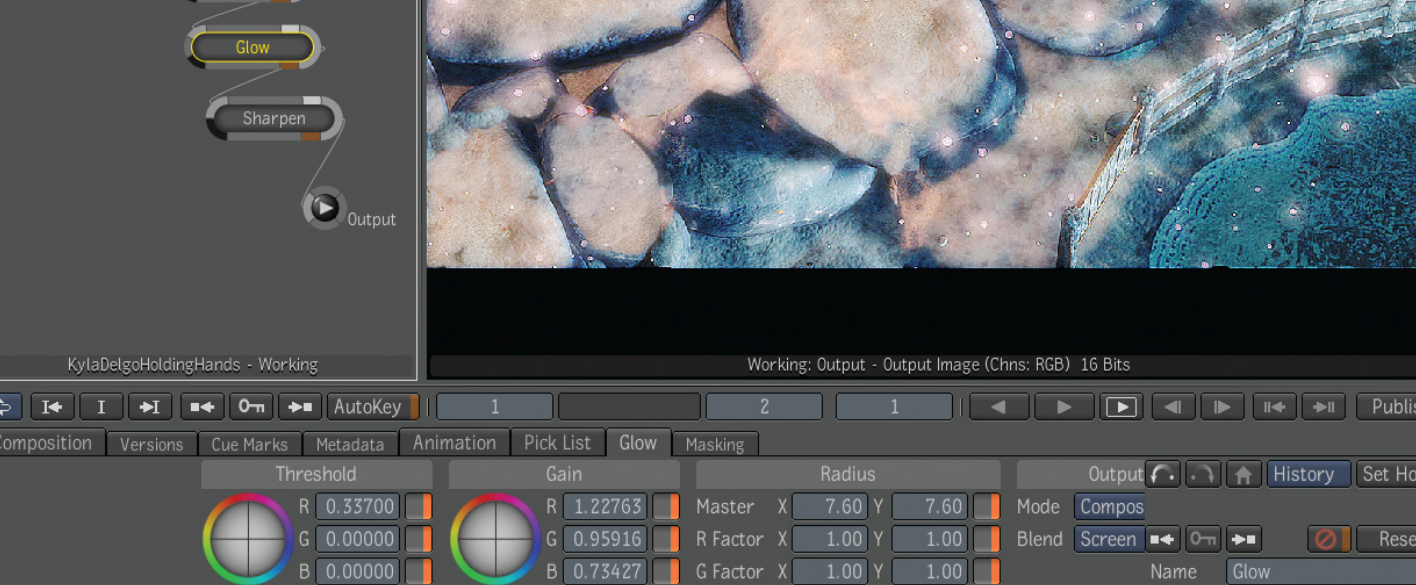 Glow
Sharpen
Output
KylaDelgoHoldingHands - Working
Working: Output - Output Image (Chns: RGB) 16 Bits
AutoKey 1 2 1 Publis
Composition Versions Cue Marks Metadata Animation Pick List Glow Masking
Threshold Gain Radius Output History Set Ho
R 0.33700 R 1.22763 Master X 7.60 Y 7.60 Mode Compos
G 0.00000 G 0.95916 R Factor X 1.00 Y 1.00 Blend Screen Rese
B 0.00000 B 0.73427 G Factor X 1.00 Y 1.00 Name Glow